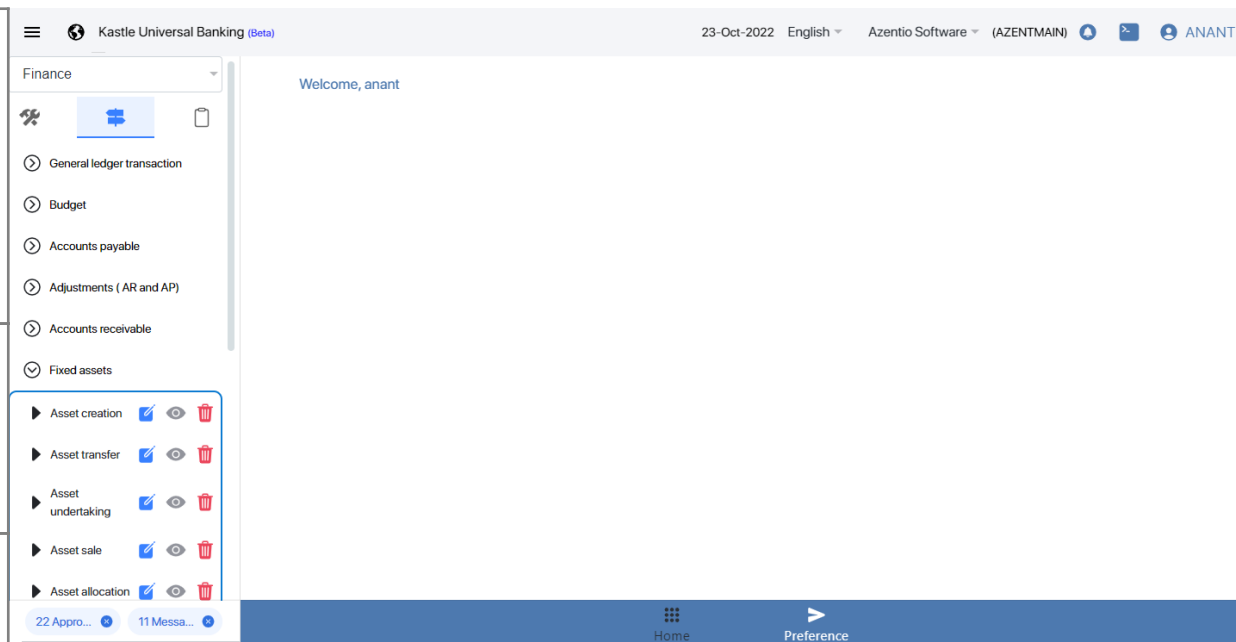 Kastle Universal Banking (Beta)
23-Oct-2022 English Azentio Software (AZENTMAIN) ANANT
Finance
Welcome, anant
General ledger transaction
Budget
Accounts payable
Adjustments ( AR and AP)
Accounts receivable
Fixed assets
Asset creation
Asset transfer
Asset
undertaking
Asset sale
Asset allocation
22 Appro... 11 Messa...
Home Preference